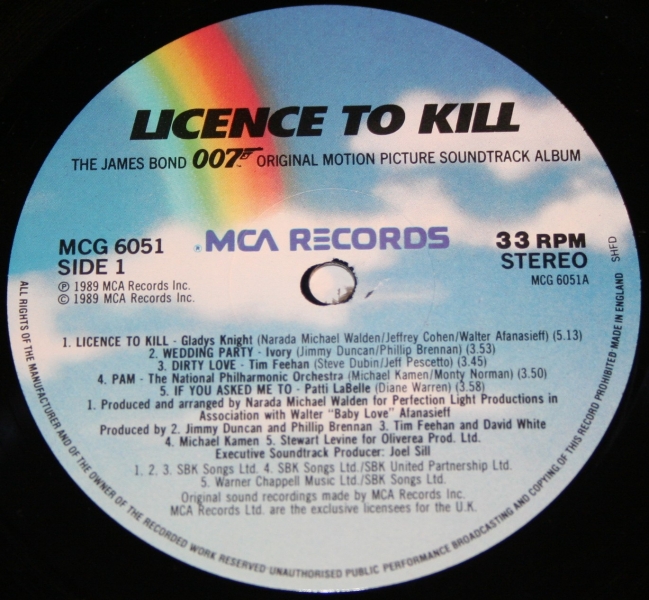 LICENCE TO KILL
THE JAMES BOND 007 ORIGINAL MOTION PICTURE SOUNDTRACK ALBUM
MCA RECORDS
MCG 6051
SIDE 1
℗ 1989 MCA Records Inc.
© 1989 MCA Records Inc.
33 RPM
STEREO
MCG 6051A
1. LICENCE TO KILL - Gladys Knight (Narada Michael Walden/Jeffrey Cohen/Walter Afanasieff) (5.13)
2. WEDDING PARTY - Ivory (Jimmy Duncan/Phillip Brennan) (3.53)
3. DIRTY LOVE - Tim Feehan (Steve Dubin/Jeff Pescetto) (3.45)
4. PAM - The National Philharmonic Orchestra (Michael Kamen/Monty Norman) (3.50)
5. IF YOU ASKED ME TO - Patti LaBelle (Diane Warren) (3.58)
1. Produced and arranged by Narada Michael Walden for Perfection Light Productions in
Association with Walter "Baby Love" Afanasieff
Produced by 2. Jimmy Duncan and Phillip Brennan 3. Tim Feehan and David White
4. Michael Kamen 5. Stewart Levine for Oliverea Prod. Ltd.
Executive Soundtrack Producer: Joel Sill
1. 2. 3. SBK Songs Ltd. 4. SBK Songs Ltd./SBK United Partnership Ltd.
5. Warner Chappell Music Ltd./SBK Songs Ltd.
Original sound recordings made by MCA Records Inc.
MCA Records Ltd. are the exclusive licensees for the U.K.
ALL RIGHTS OF THE MANUFACTURER AND OF THE OWNER OF THE RECORDED WORK RESERVED UNAUTHORISED PUBLIC PERFORMANCE BROADCASTING AND COPYING OF THIS RECORD PROHIBITED MADE IN ENGLAND SHFD